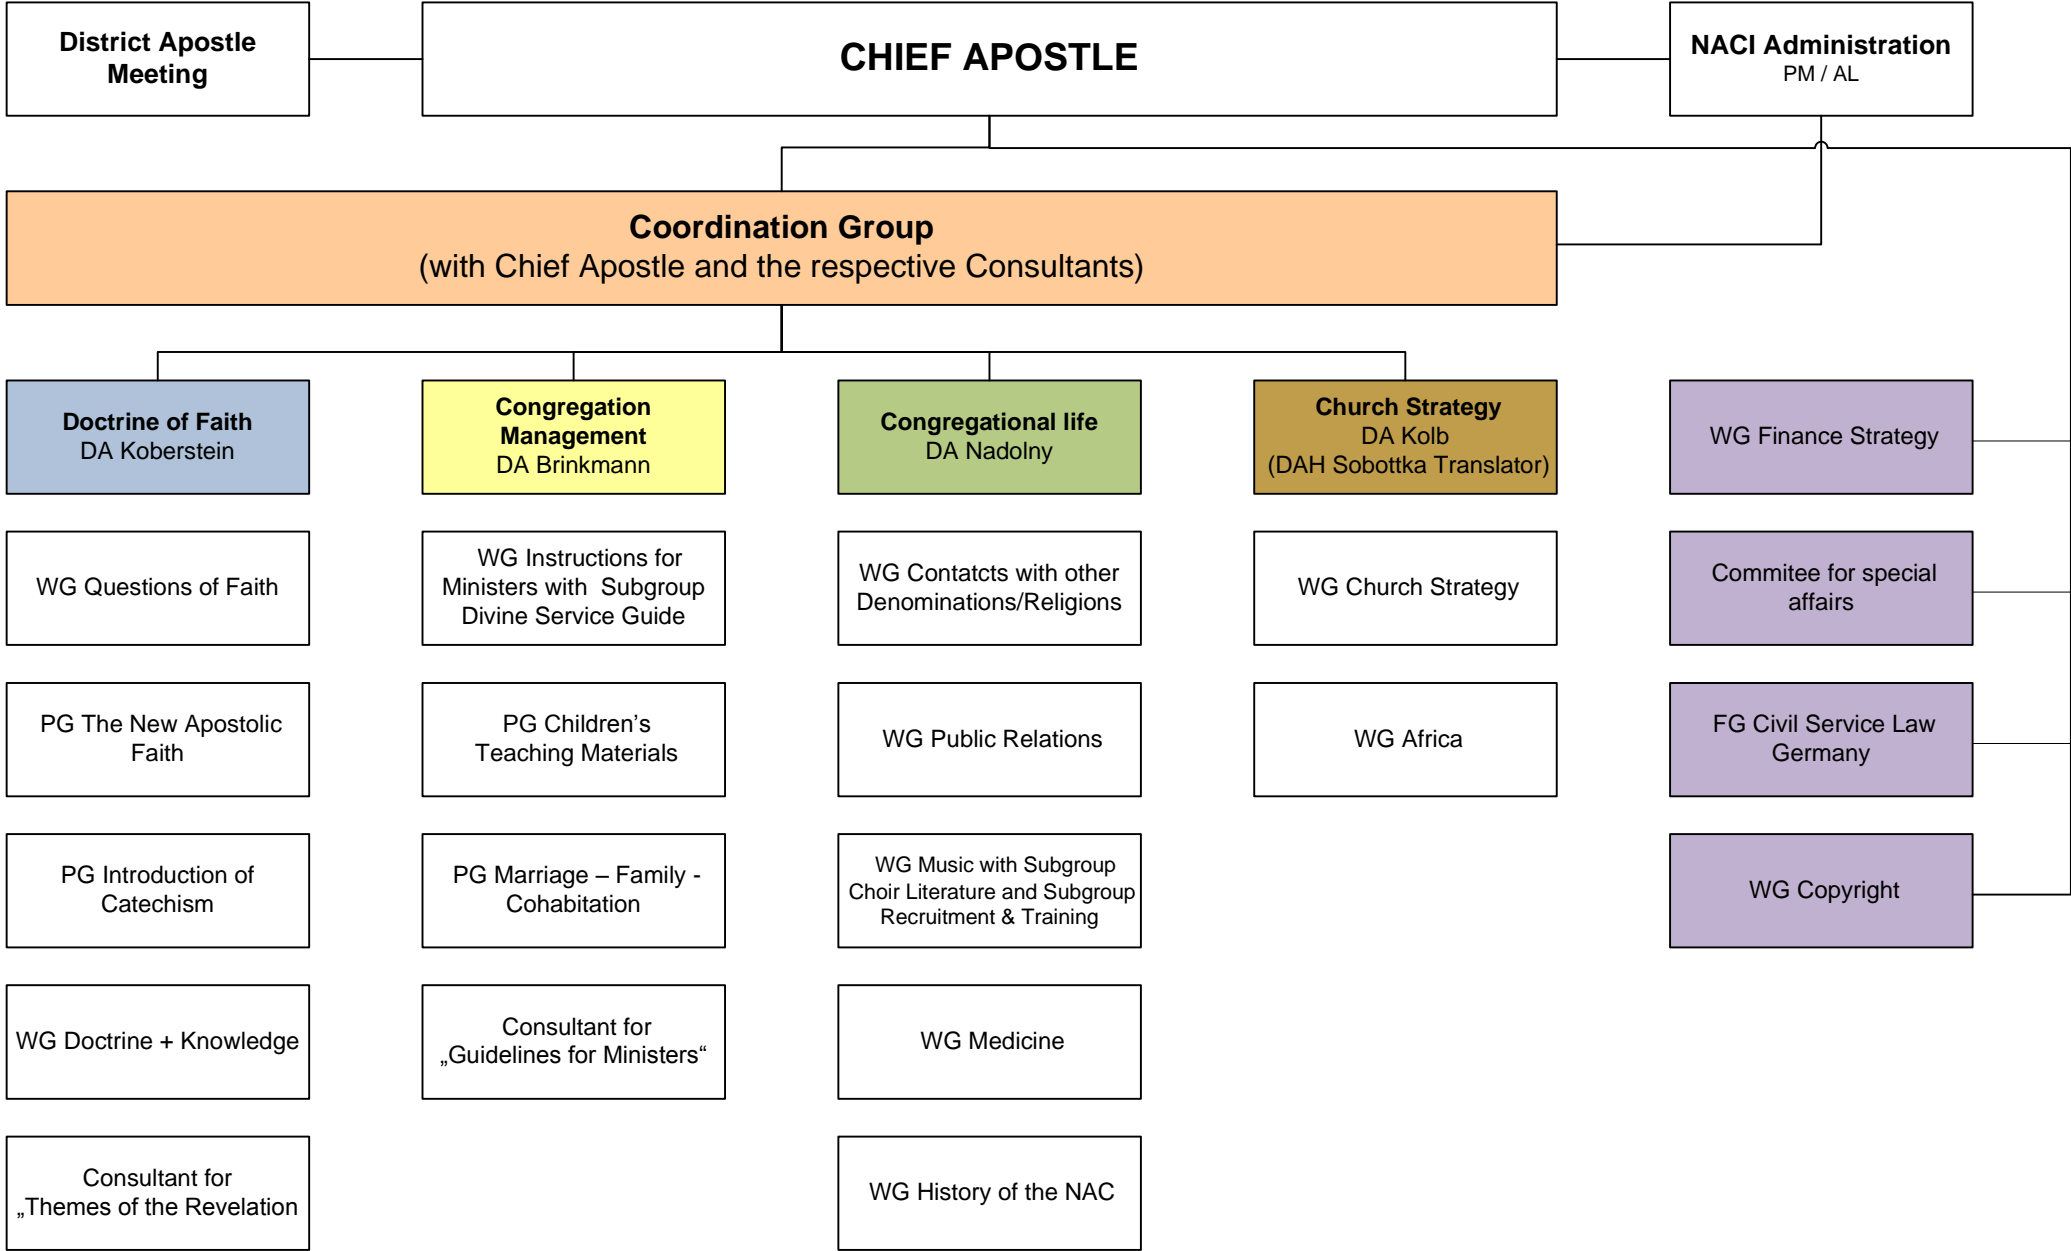 District Apostle
Meeting
CHIEF APOSTLE
NACI Administration
PM / AL
Coordination Group
(with Chief Apostle and the respective Consultants)
Doctrine of Faith
DA Koberstein
Congregation
Management
DA Brinkmann
Congregational life
DA Nadolny
Church Strategy
DA Kolb
(DAH Sobottka Translator)
WG Finance Strategy
WG Questions of Faith
WG Instructions for
Ministers with Subgroup
Divine Service Guide
WG Contatcts with other
Denominations/Religions
WG Church Strategy
Commitee for special
affairs
PG The New Apostolic
Faith
PG Children’s
Teaching Materials
WG Public Relations
WG Africa
FG Civil Service Law
Germany
PG Introduction of
Catechism
PG Marriage – Family -
Cohabitation
WG Music with Subgroup
Choir Literature and Subgroup
Recruitment & Training
WG Copyright
WG Doctrine + Knowledge
Consultant for
„Guidelines for Ministers“
WG Medicine
Consultant for
„Themes of the Revelation
WG History of the NAC